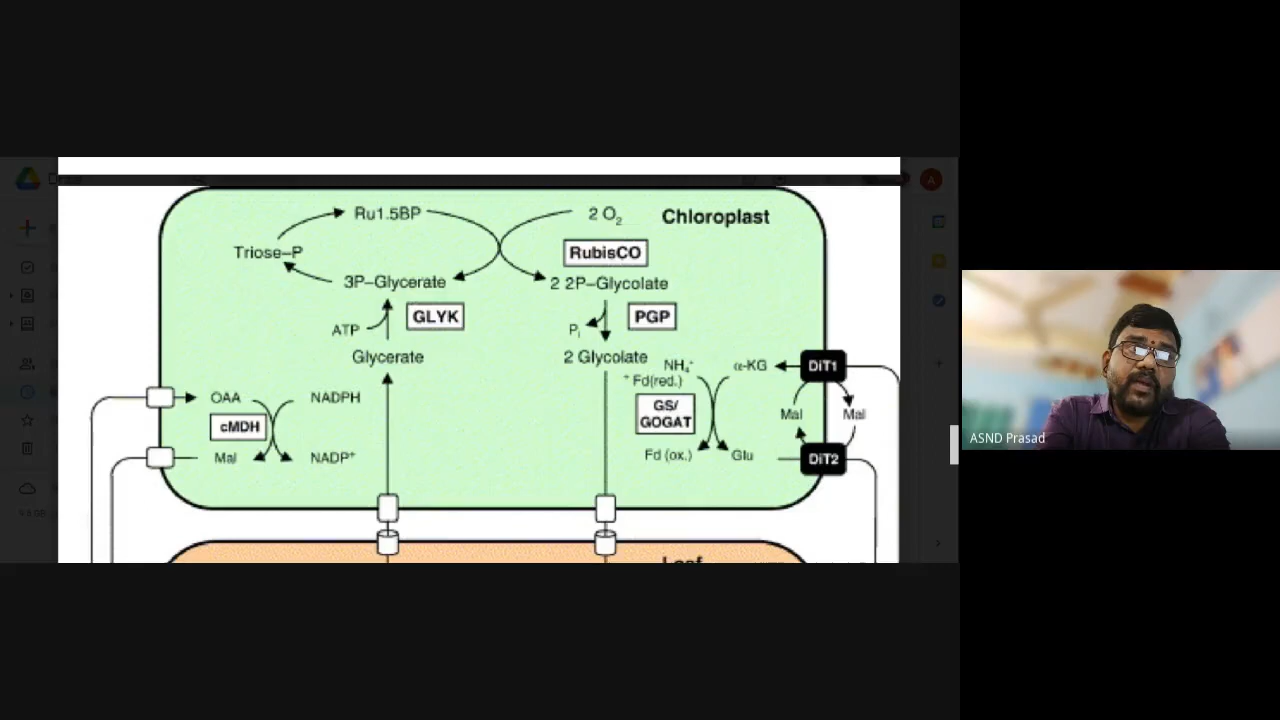 Ru1.5BP
2 O2
Chloroplast
Triose–P
RubisCO
3P–Glycerate
2 2P–Glycolate
ATP
GLYK
Pi
PGP
Glycerate
2 Glycolate
NH4-
α-KG
DiT1
+ Fd(red.)
OAA
NADPH
GS/
GOGAT
Mal
Mal
cMDH
Mal
NADP+
Fd (ox.)
Glu
DiT2
A
ASND Prasad